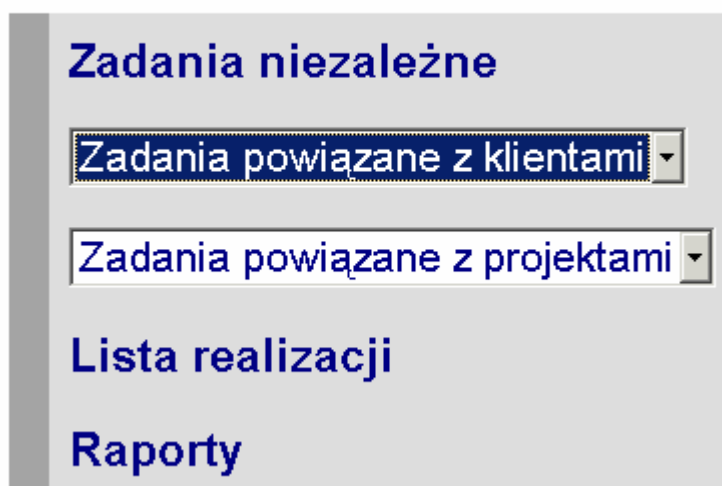 Zadania niezależne
Zadania powiązane z klientami
Zadania powiązane z projektami
Lista realizacji
Raporty